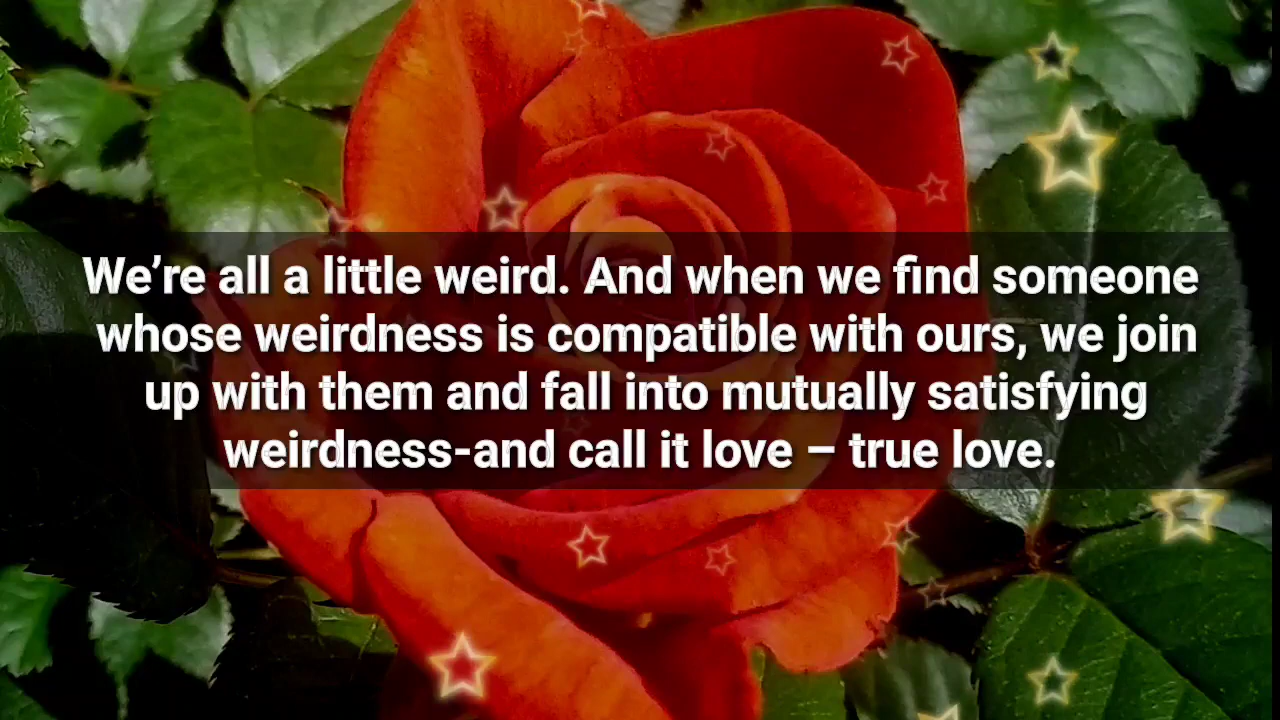 We’re all a little weird. And when we find someone
whose weirdness is compatible with ours, we join
up with them and fall into mutually satisfying
weirdness-and call it love – true love.